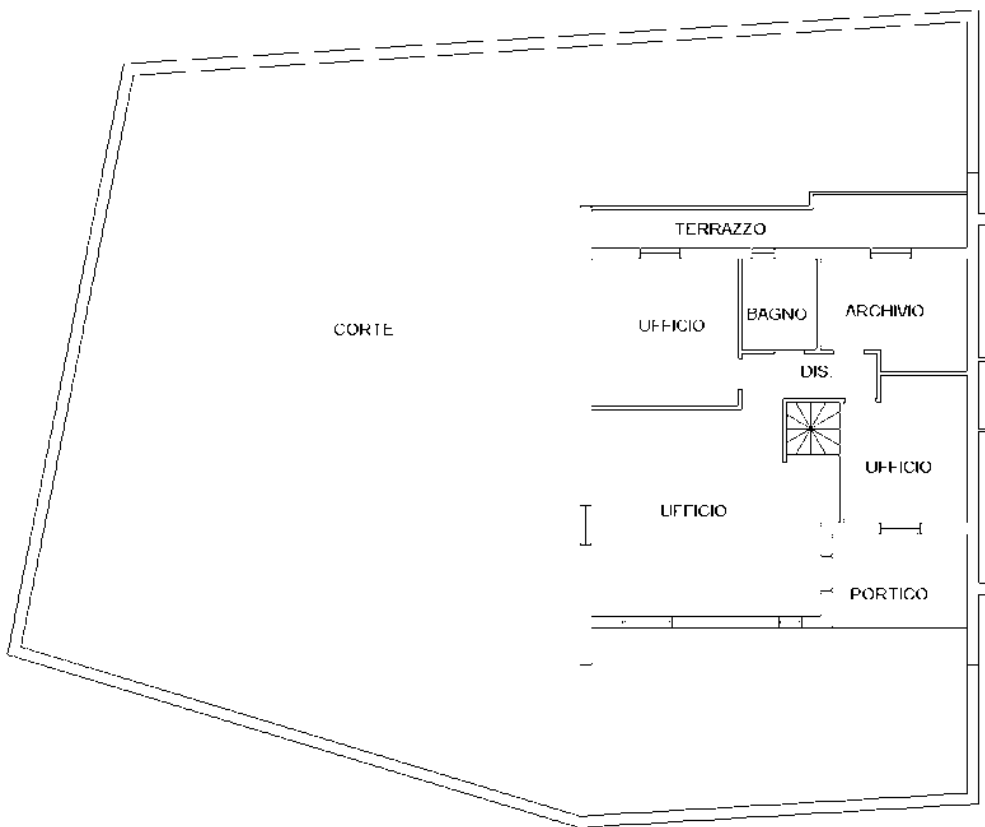 TERRAZZO
CORTE
UFFICIO
BAGNO
ARCHIVIO
DIS.
UFFICIO
UFFICIO
PORTICO